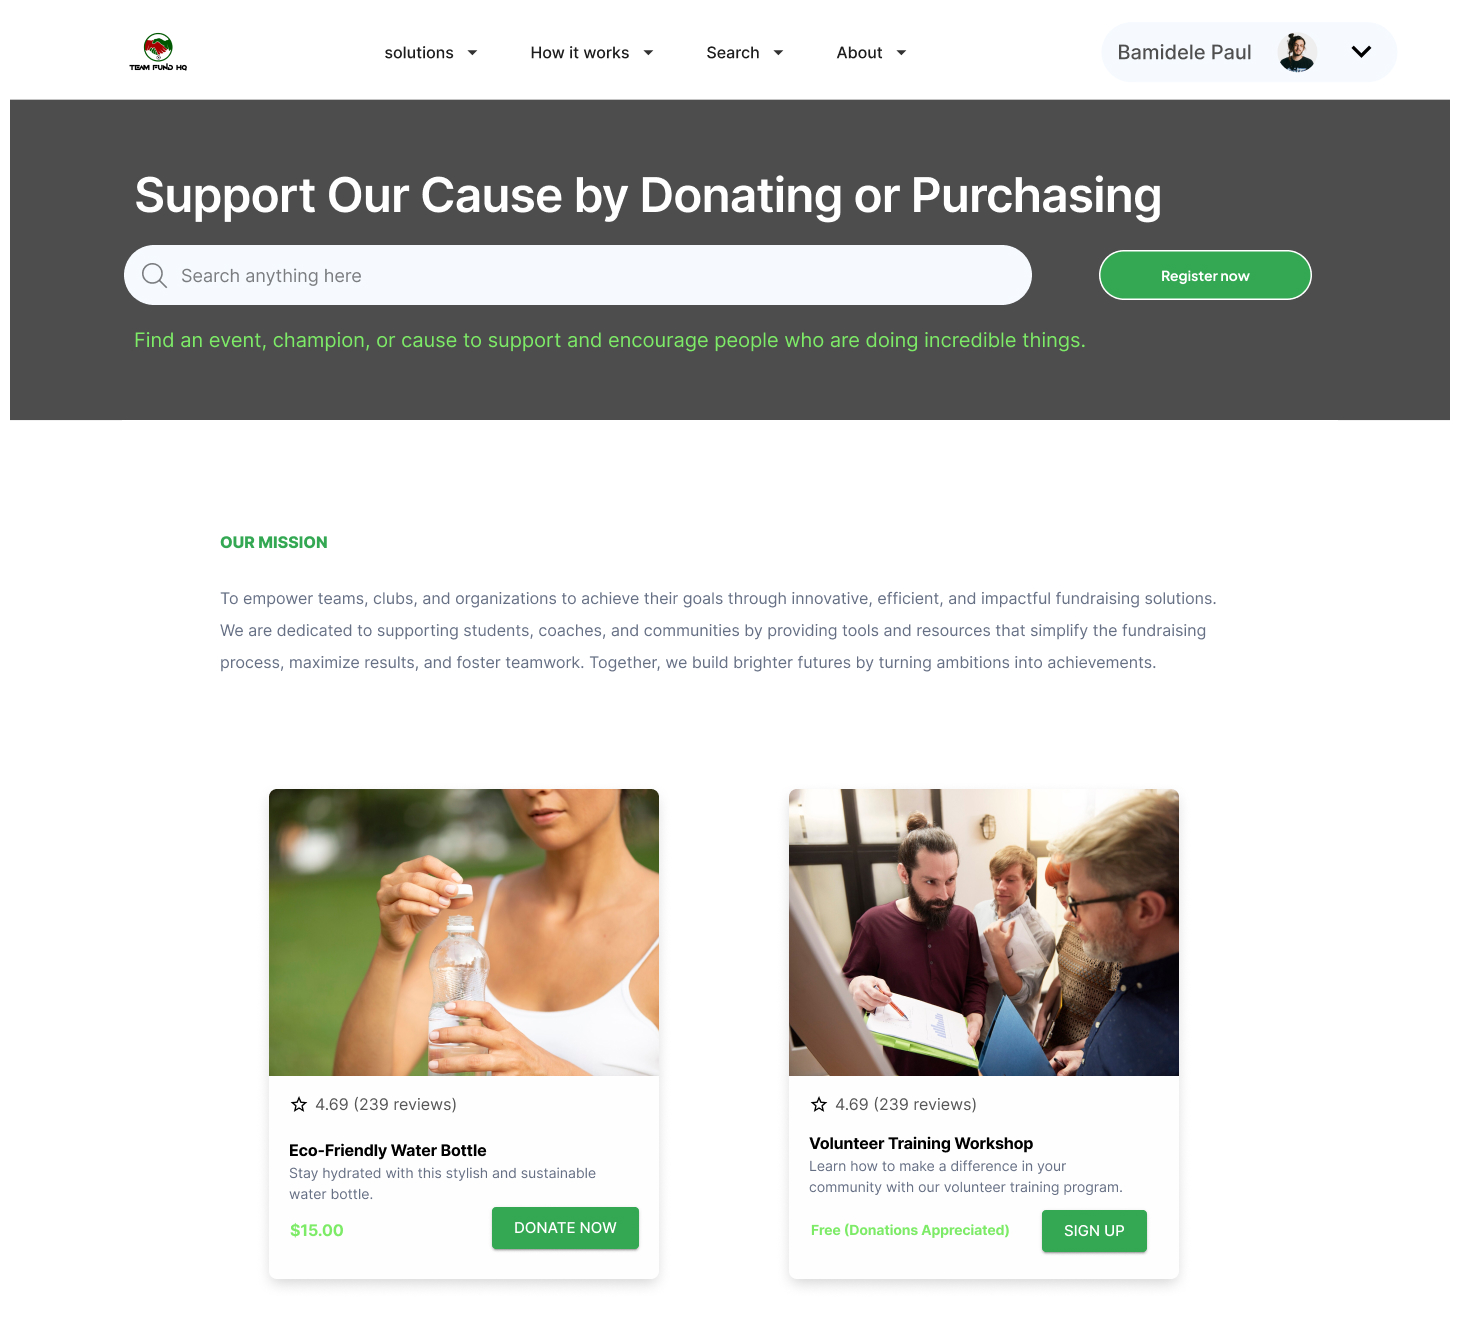 TEAM FUND HQ
solutions
How it works
Search
About
Bamidele Paul
Support Our Cause by Donating or Purchasing
Search anything here
Register now
Find an event, champion, or cause to support and encourage people who are doing incredible things.
OUR MISSION
To empower teams, clubs, and organizations to achieve their goals through innovative, efficient, and impactful fundraising solutions.
We are dedicated to supporting students, coaches, and communities by providing tools and resources that simplify the fundraising
process, maximize results, and foster teamwork. Together, we build brighter futures by turning ambitions into achievements.
4.69 (239 reviews)
Eco-Friendly Water Bottle
Stay hydrated with this stylish and sustainable
water bottle.
$15.00
DONATE NOW
4.69 (239 reviews)
Volunteer Training Workshop
Learn how to make a difference in your
community with our volunteer training program.
Free (Donations Appreciated)
SIGN UP